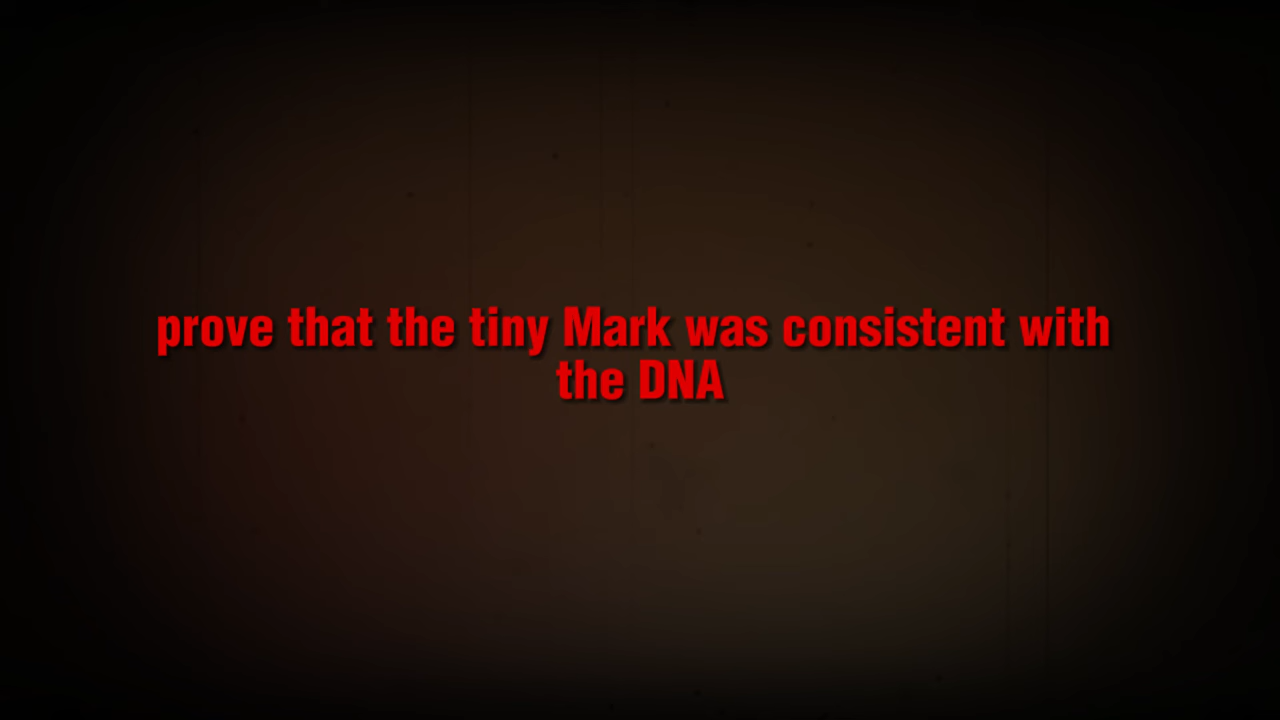 prove that the tiny Mark was consistent with
the DNA